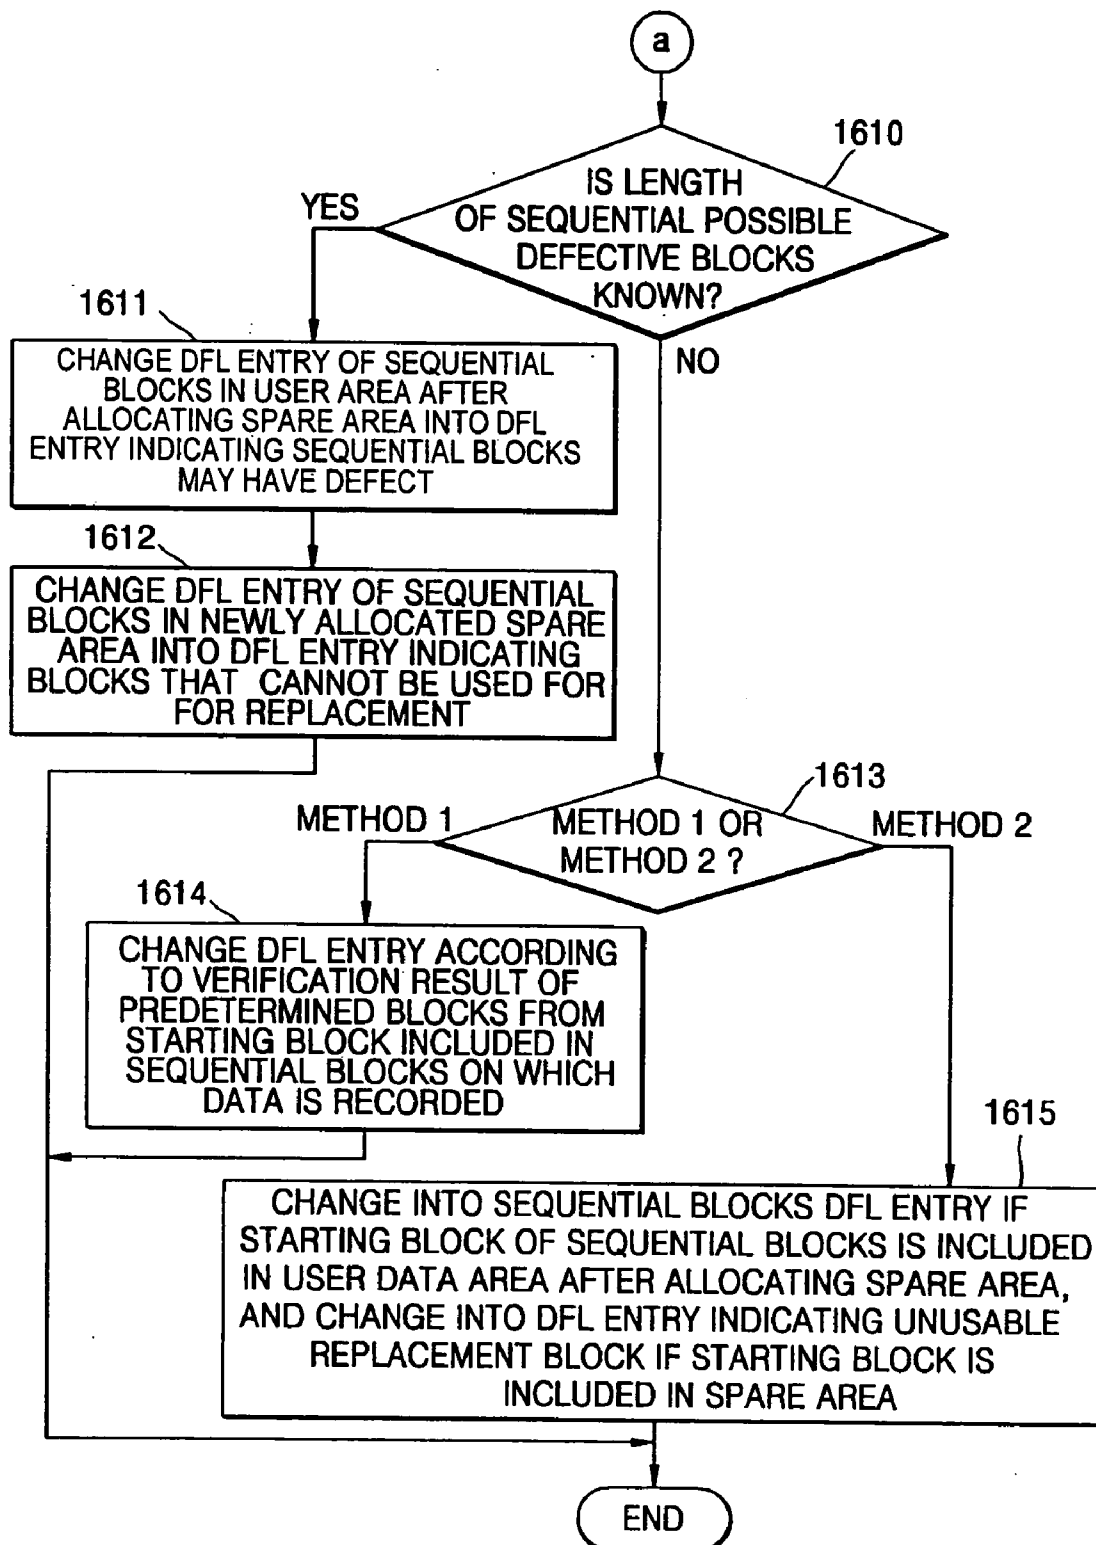 a
1610
IS LENGTH
OF SEQUENTIAL POSSIBLE
DEFECTIVE BLOCKS
KNOWN?
YES
NO
1611
CHANGE DFL ENTRY OF SEQUENTIAL
BLOCKS IN USER AREA AFTER
ALLOCATING SPARE AREA INTO DFL
ENTRY INDICATING SEQUENTIAL BLOCKS
MAY HAVE DEFECT
1612
CHANGE DFL ENTRY OF SEQUENTIAL
BLOCKS IN NEWLY ALLOCATED SPARE
AREA INTO DFL ENTRY INDICATING
BLOCKS THAT CANNOT BE USED FOR
FOR REPLACEMENT
1613
METHOD 1 OR
METHOD 2 ?
METHOD 1
METHOD 2
1614
CHANGE DFL ENTRY ACCORDING
TO VERIFICATION RESULT OF
PREDETERMINED BLOCKS FROM
STARTING BLOCK INCLUDED IN
SEQUENTIAL BLOCKS ON WHICH
DATA IS RECORDED
1615
CHANGE INTO SEQUENTIAL BLOCKS DFL ENTRY IF
STARTING BLOCK OF SEQUENTIAL BLOCKS IS INCLUDED
IN USER DATA AREA AFTER ALLOCATING SPARE AREA,
AND CHANGE INTO DFL ENTRY INDICATING UNUSABLE
REPLACEMENT BLOCK IF STARTING BLOCK IS
INCLUDED IN SPARE AREA
END